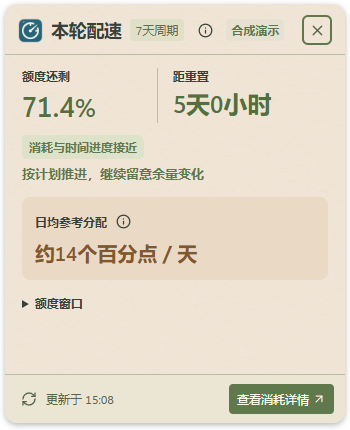 本轮配速 7天周期 合成演示
额度还剩
71.4%
距重置
5天0小时
消耗与时间进度接近
按计划推进，继续留意余量变化
日均参考分配
约14个百分点 / 天
额度窗口
更新于 15:08
查看消耗详情